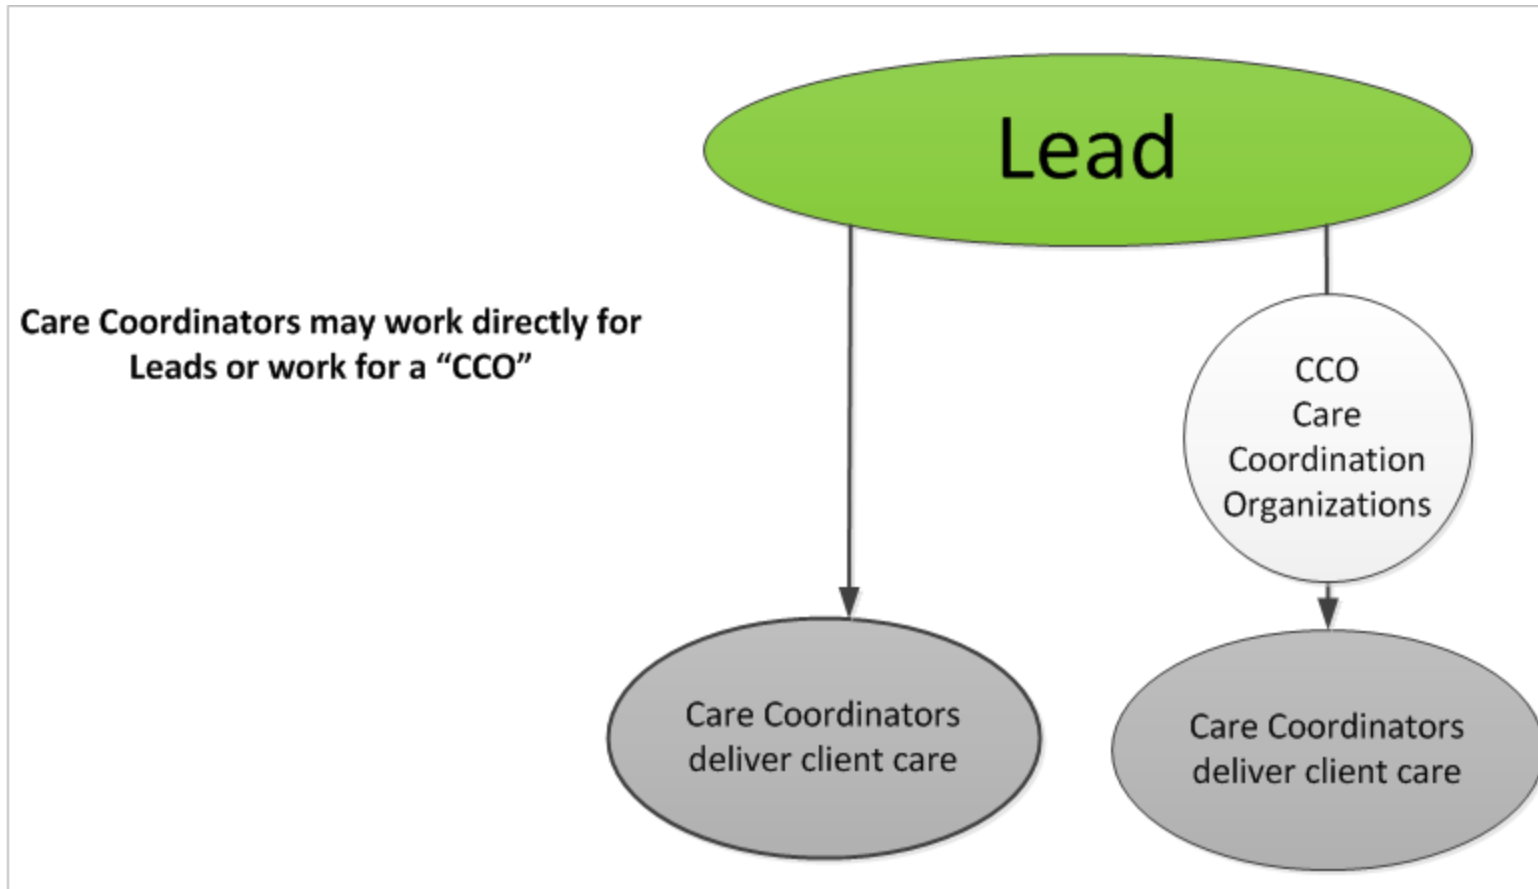 Lead
Care Coordinators may work directly for
Leads or work for a “CCO”
CCO
Care
Coordination
Organizations
Care Coordinators
deliver client care
Care Coordinators
deliver client care